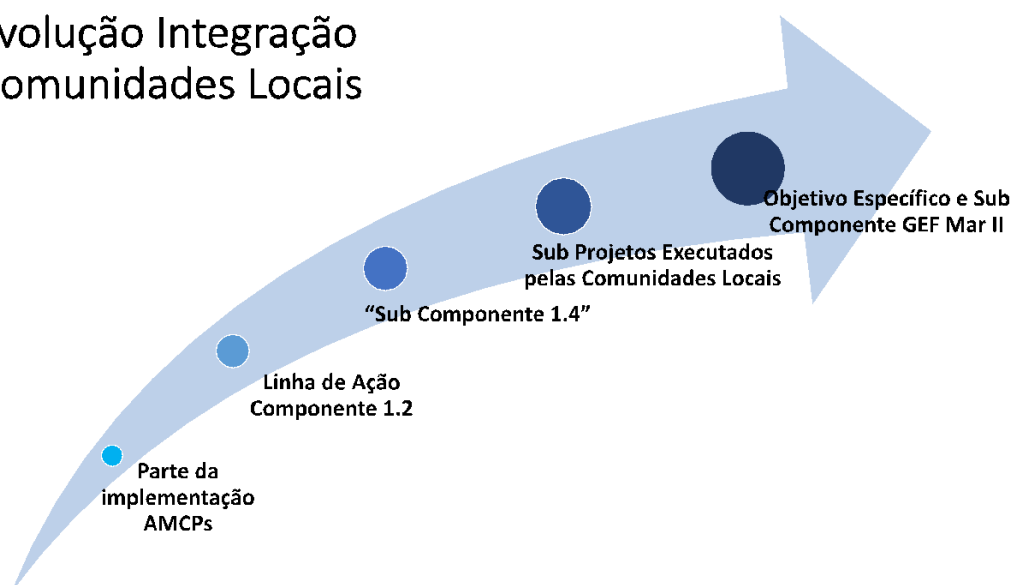 volução Integração
omunidades Locais
Objetivo Específico e Sub
Componente GEF Mar II
Sub Projetos Executados
pelas Comunidades Locais
“Sub Componente 1.4”
Linha de Ação
Componente 1.2
Parte da
implementação
AMCPs